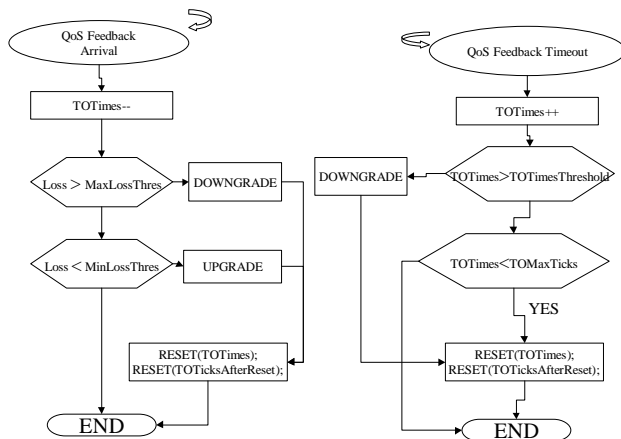 QoS Feedback
Arrival
TOTimes--
Loss > MaxLossThres
DOWNGRADE
Loss < MinLossThres
UPGRADE
RESET(TOTimes);
RESET(TOTicksAfterReset);
END
QoS Feedback Timeout
TOTimes++
DOWNGRADE
TOTimes>TOTimesThreshold
TOTimes<TOMaxTicks
YES
RESET(TOTimes);
RESET(TOTicksAfterReset);
END